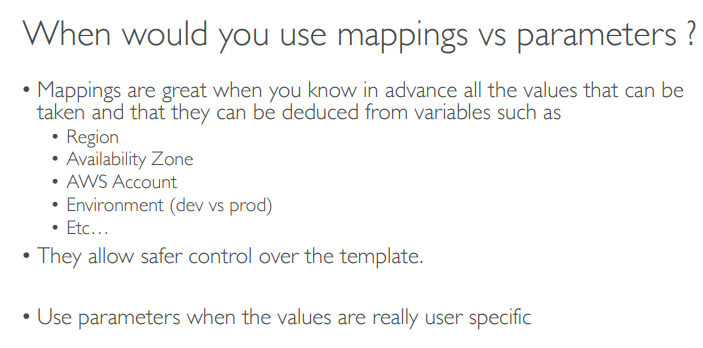 When would you use mappings vs parameters ?
• Mappings are great when you know in advance all the values that can be
taken and that they can be deduced from variables such as
• Region
• Availability Zone
• AWS Account
• Environment (dev vs prod)
• Etc…
• They allow safer control over the template.
• Use parameters when the values are really user specific